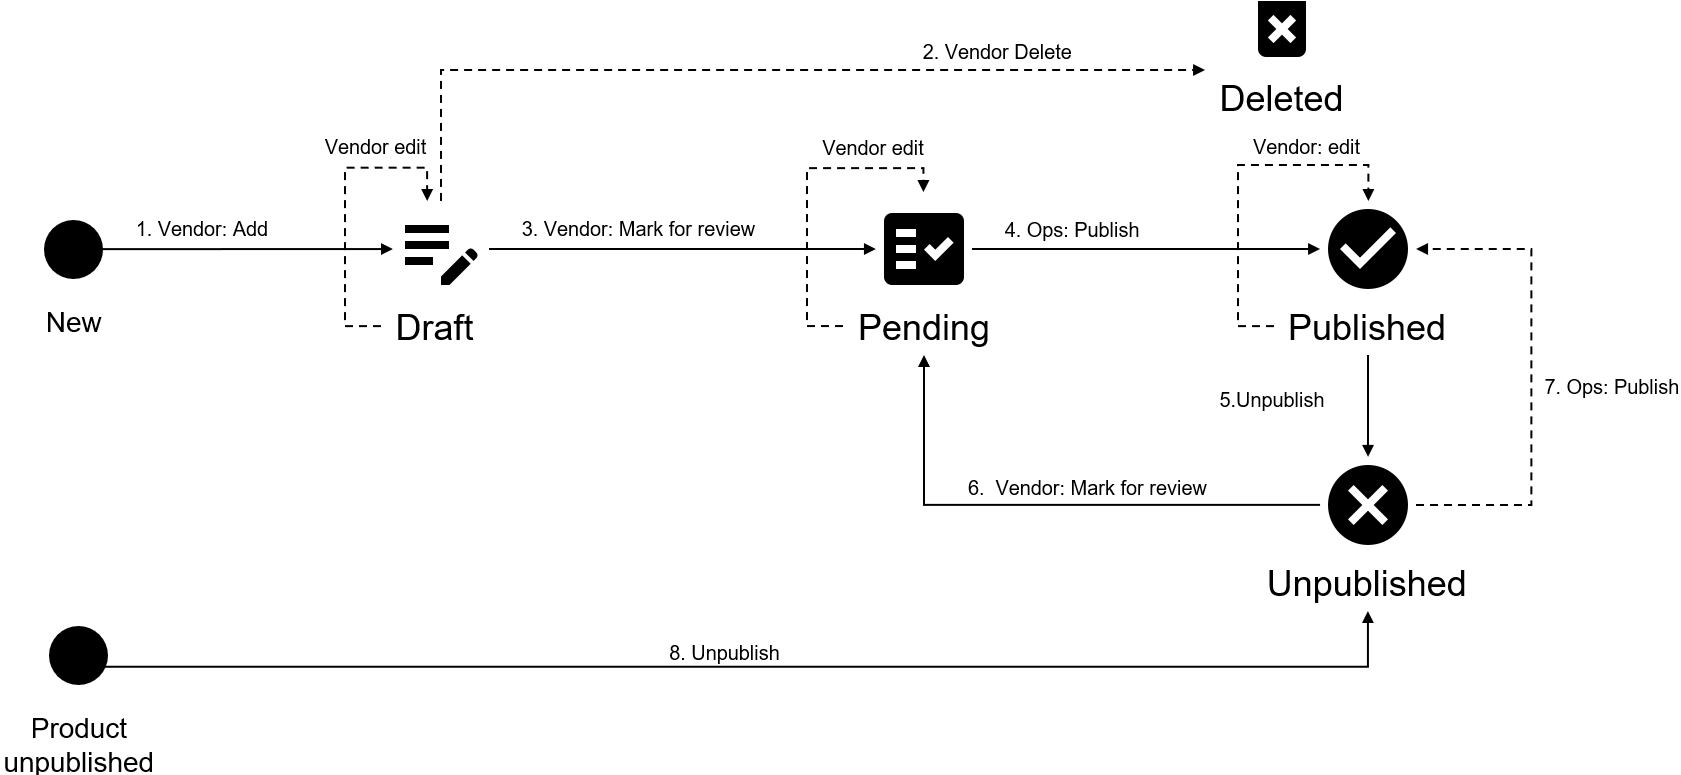 2. Vendor Delete
Deleted
Vendor edit
Vendor edit
Vendor: edit
1. Vendor: Add
3. Vendor: Mark for review
4. Ops: Publish
New
Draft
Pending
Published
5.Unpublish
7. Ops: Publish
6.  Vendor: Mark for review
Unpublished
8. Unpublish
Product
unpublished